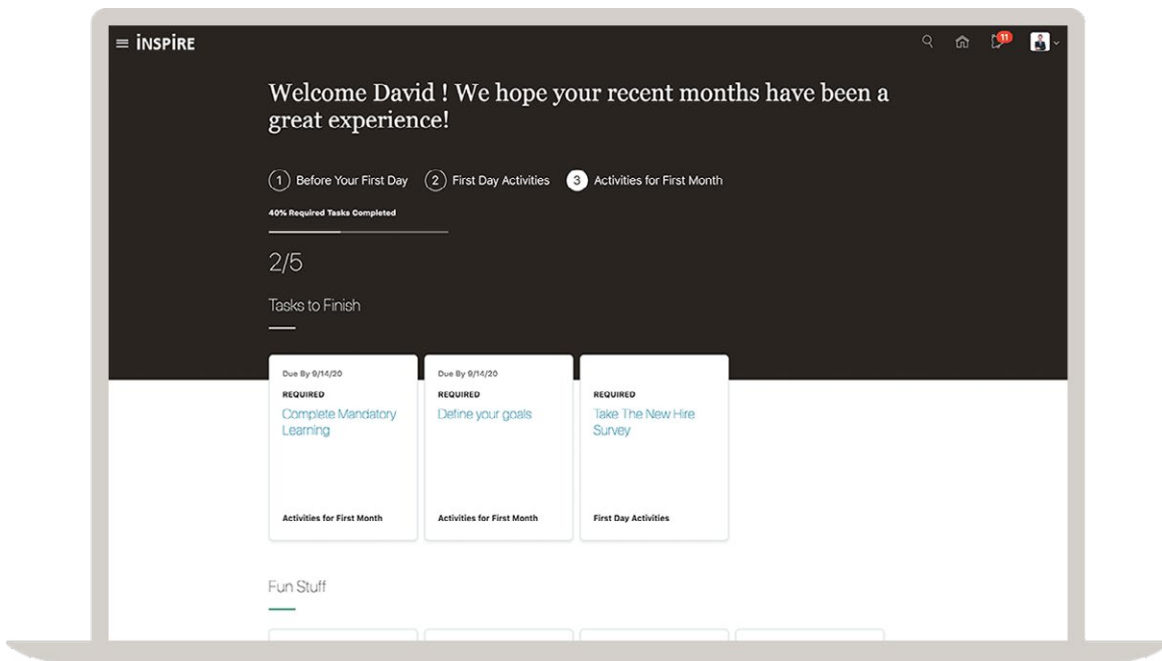 iNSPiRE
11
Welcome David ! We hope your recent months have been a
great experience!
1 Before Your First Day 2 First Day Activities 3 Activities for First Month
40% Required Tasks Completed
2/5
Tasks to Finish
Due By 9/14/20
REQUIRED
Complete Mandatory
Learning
Activities for First Month
Due By 9/14/20
REQUIRED
Define your goals
Activities for First Month
REQUIRED
Take The New Hire
Survey
First Day Activities
Fun Stuff